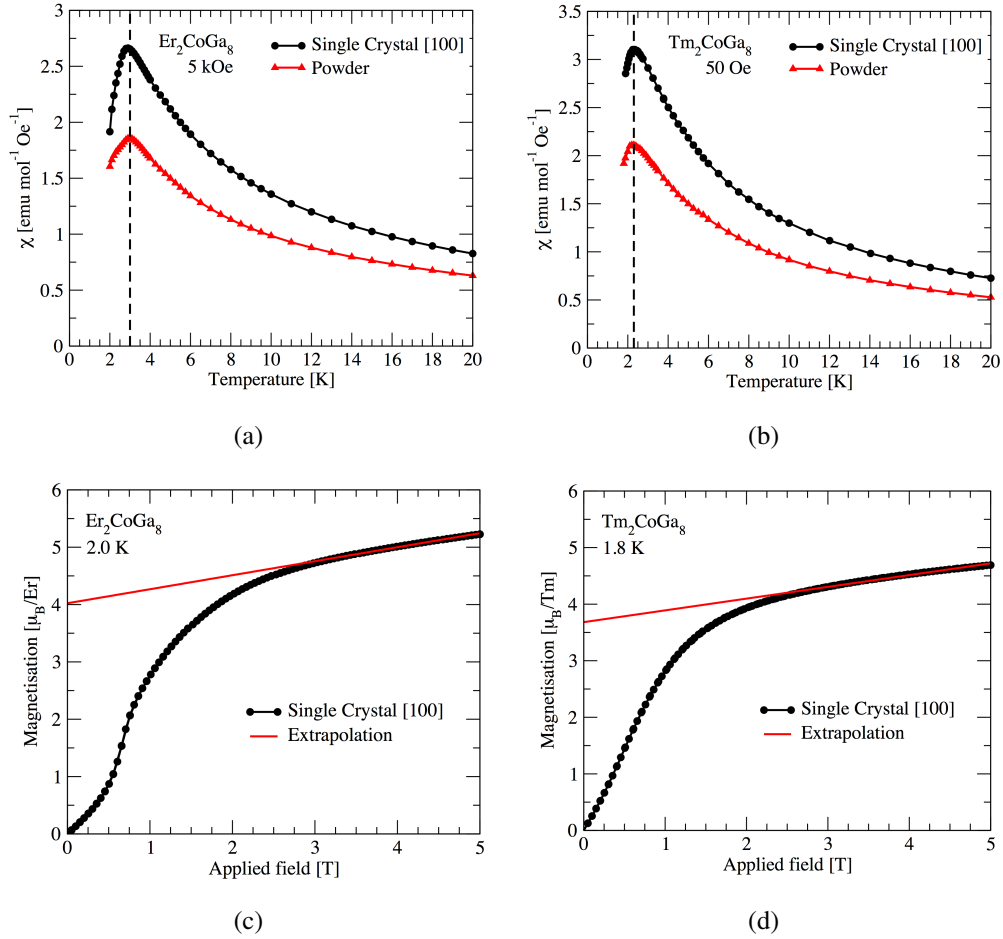 Er₂CoGa₈
5 kOe
Single Crystal [100]
Powder
χ [emu mol⁻¹ Oe⁻¹]
3
2.5
2
1.5
1
0.5
0
0 2 4 6 8 10 12 14 16 18 20
Temperature [K]
(a)
Tm₂CoGa₈
50 Oe
Single Crystal [100]
Powder
χ [emu mol⁻¹ Oe⁻¹]
3.5
3
2.5
2
1.5
1
0.5
0
0 2 4 6 8 10 12 14 16 18 20
Temperature [K]
(b)
Er₂CoGa₈
2.0 K
Single Crystal [100]
Extrapolation
Magnetisation [μ_B/Er]
6
5
4
3
2
1
0
0 1 2 3 4 5
Applied field [T]
(c)
Tm₂CoGa₈
1.8 K
Single Crystal [100]
Extrapolation
Magnetisation [μ_B/Tm]
6
5
4
3
2
1
0
0 1 2 3 4 5
Applied field [T]
(d)